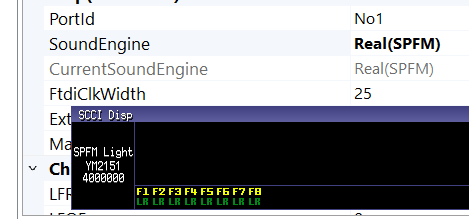 PortId No1
SoundEngine Real(SPFM)
CurrentSoundEngine Real(SPFM)
FtdiClkWidth 25
Ext
SCCI Disp
Ma
SPFM Light
YM2151
4000000
Ch
F1 F2 F3 F4 F5 F6 F7 F8
LR LR LR LR LR LR LR LR